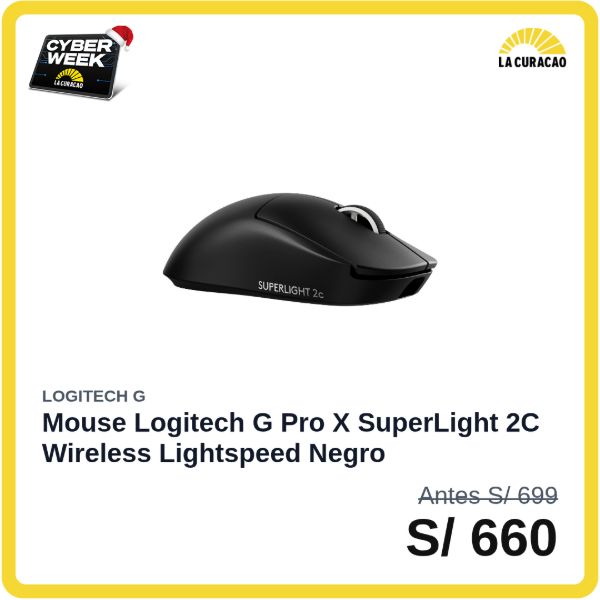 CYBER
WEEK
LA CURACAO
LA CURACAO
SUPERLIGHT 2c
LOGITECH G
Mouse Logitech G Pro X SuperLight 2C
Wireless Lightspeed Negro
Antes S/ 699
S/ 660